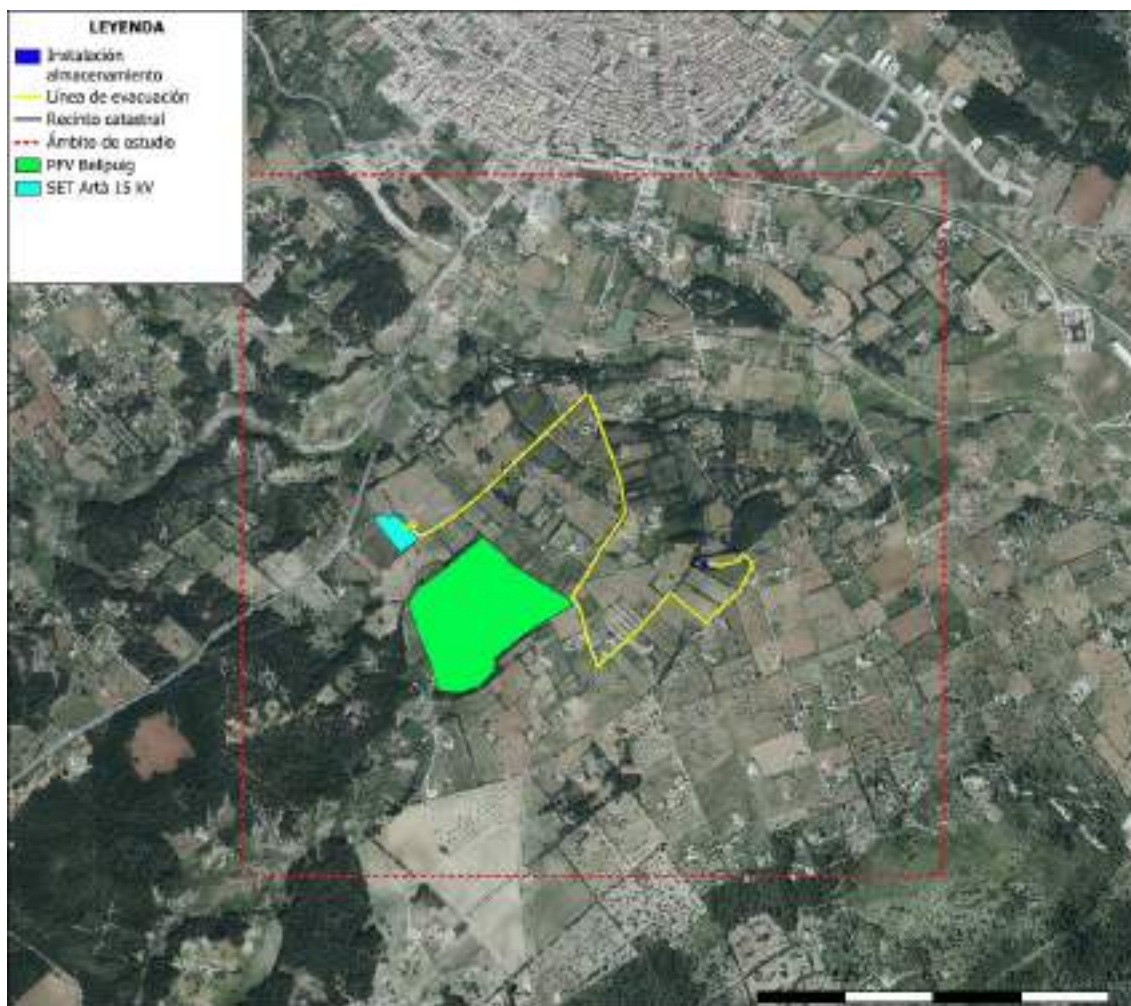 LEYENDA
Instalación
almacenamiento
Línea de evacuación
Recinto catastral
Ámbito de estudio
PFV Bellpuig
SET Artà 15 kV